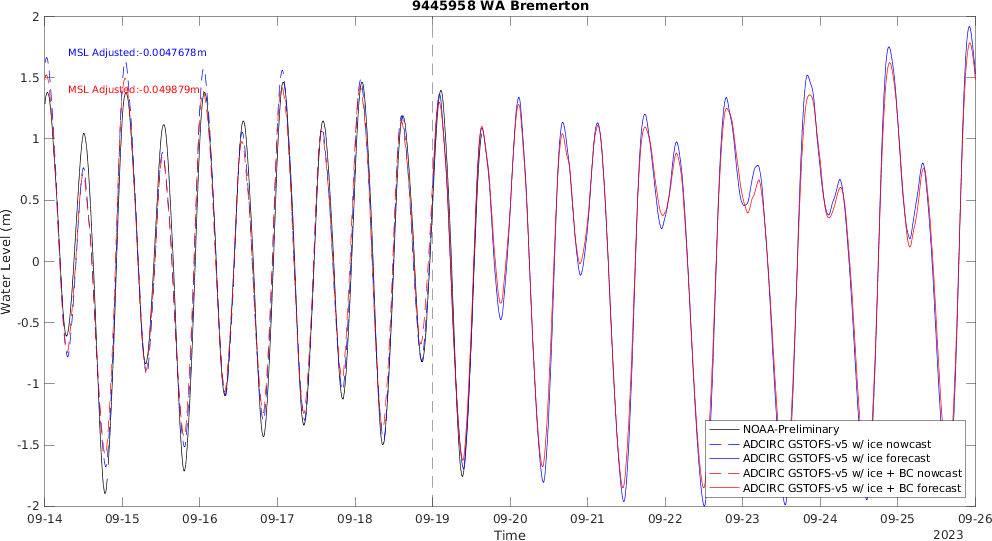 9445958 WA Bremerton
MSL Adjusted:-0.0047678m
MSL Adjusted:-0.049879m
Water Level (m)
2
1.5
1
0.5
0
-0.5
-1
-1.5
-2
NOAA-Preliminary
ADCIRC GSTOFS-v5 w/ ice nowcast
ADCIRC GSTOFS-v5 w/ ice forecast
ADCIRC GSTOFS-v5 w/ ice + BC nowcast
ADCIRC GSTOFS-v5 w/ ice + BC forecast
09-14 09-15 09-16 09-17 09-18 09-19 09-20 09-21 09-22 09-23 09-24 09-25 09-26
Time
2023